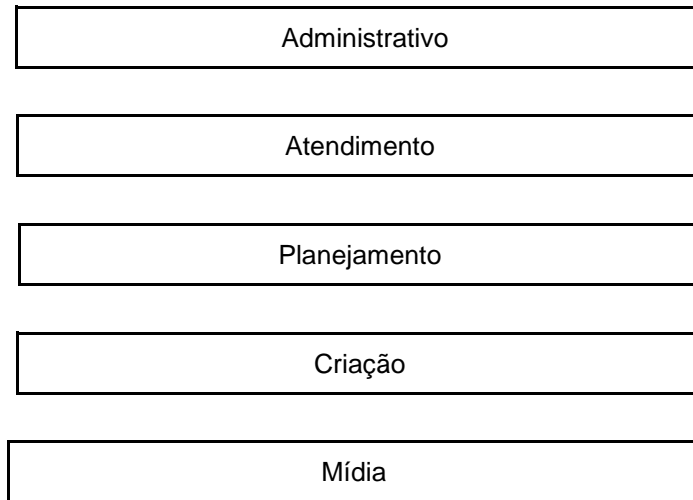 Administrativo
Atendimento
Planejamento
Criação
Mídia